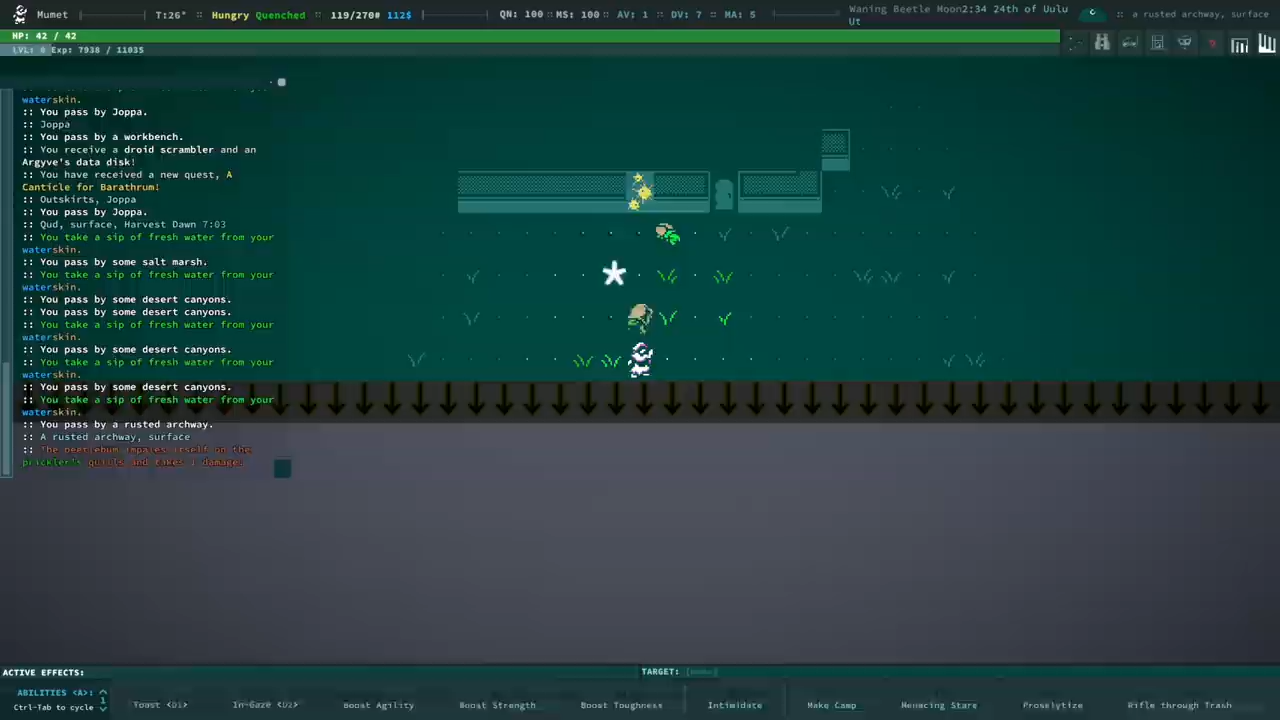 Mumet
T:26° :: Hungry Quenched :: 119/270# 112$
QN: 100 :: MS: 100 :: AV: 1 :: DV: 7 :: MA: 5
Waning Beetle Moon2:34 24th of Uulu
Ut
:: a rusted archway, surface
HP: 42 / 42
Exp: 7938 / 11035
waterskin.
:: You pass by Joppa.
:: Joppa
:: You pass by a workbench.
:: You receive a droid scrambler and an
Argyve's data disk!
:: You have received a new quest, A
Canticle for Barathrum!
:: Outskirts, Joppa
:: You pass by Joppa.
:: Qud, surface, Harvest Dawn 7:03
:: You take a sip of fresh water from your
waterskin.
:: You pass by some salt marsh.
:: You take a sip of fresh water from your
waterskin.
:: You pass by some desert canyons.
:: You pass by some desert canyons.
:: You take a sip of fresh water from your
waterskin.
:: You pass by some desert canyons.
:: You take a sip of fresh water from your
waterskin.
:: You pass by some desert canyons.
:: You take a sip of fresh water from your
waterskin.
:: You pass by a rusted archway.
:: A rusted archway, surface
:: The beetlebum impales itself on the
prickler's quills and takes 1 damage.
ACTIVE EFFECTS:
TARGET: [none]
ABILITIES <A>:
1
Ctrl-Tab to cycle
Boost Agility
Boost Strength
Boost Toughness
Intimidate
Make Camp
Menacing Stare
Proselytize
Rifle through Trash